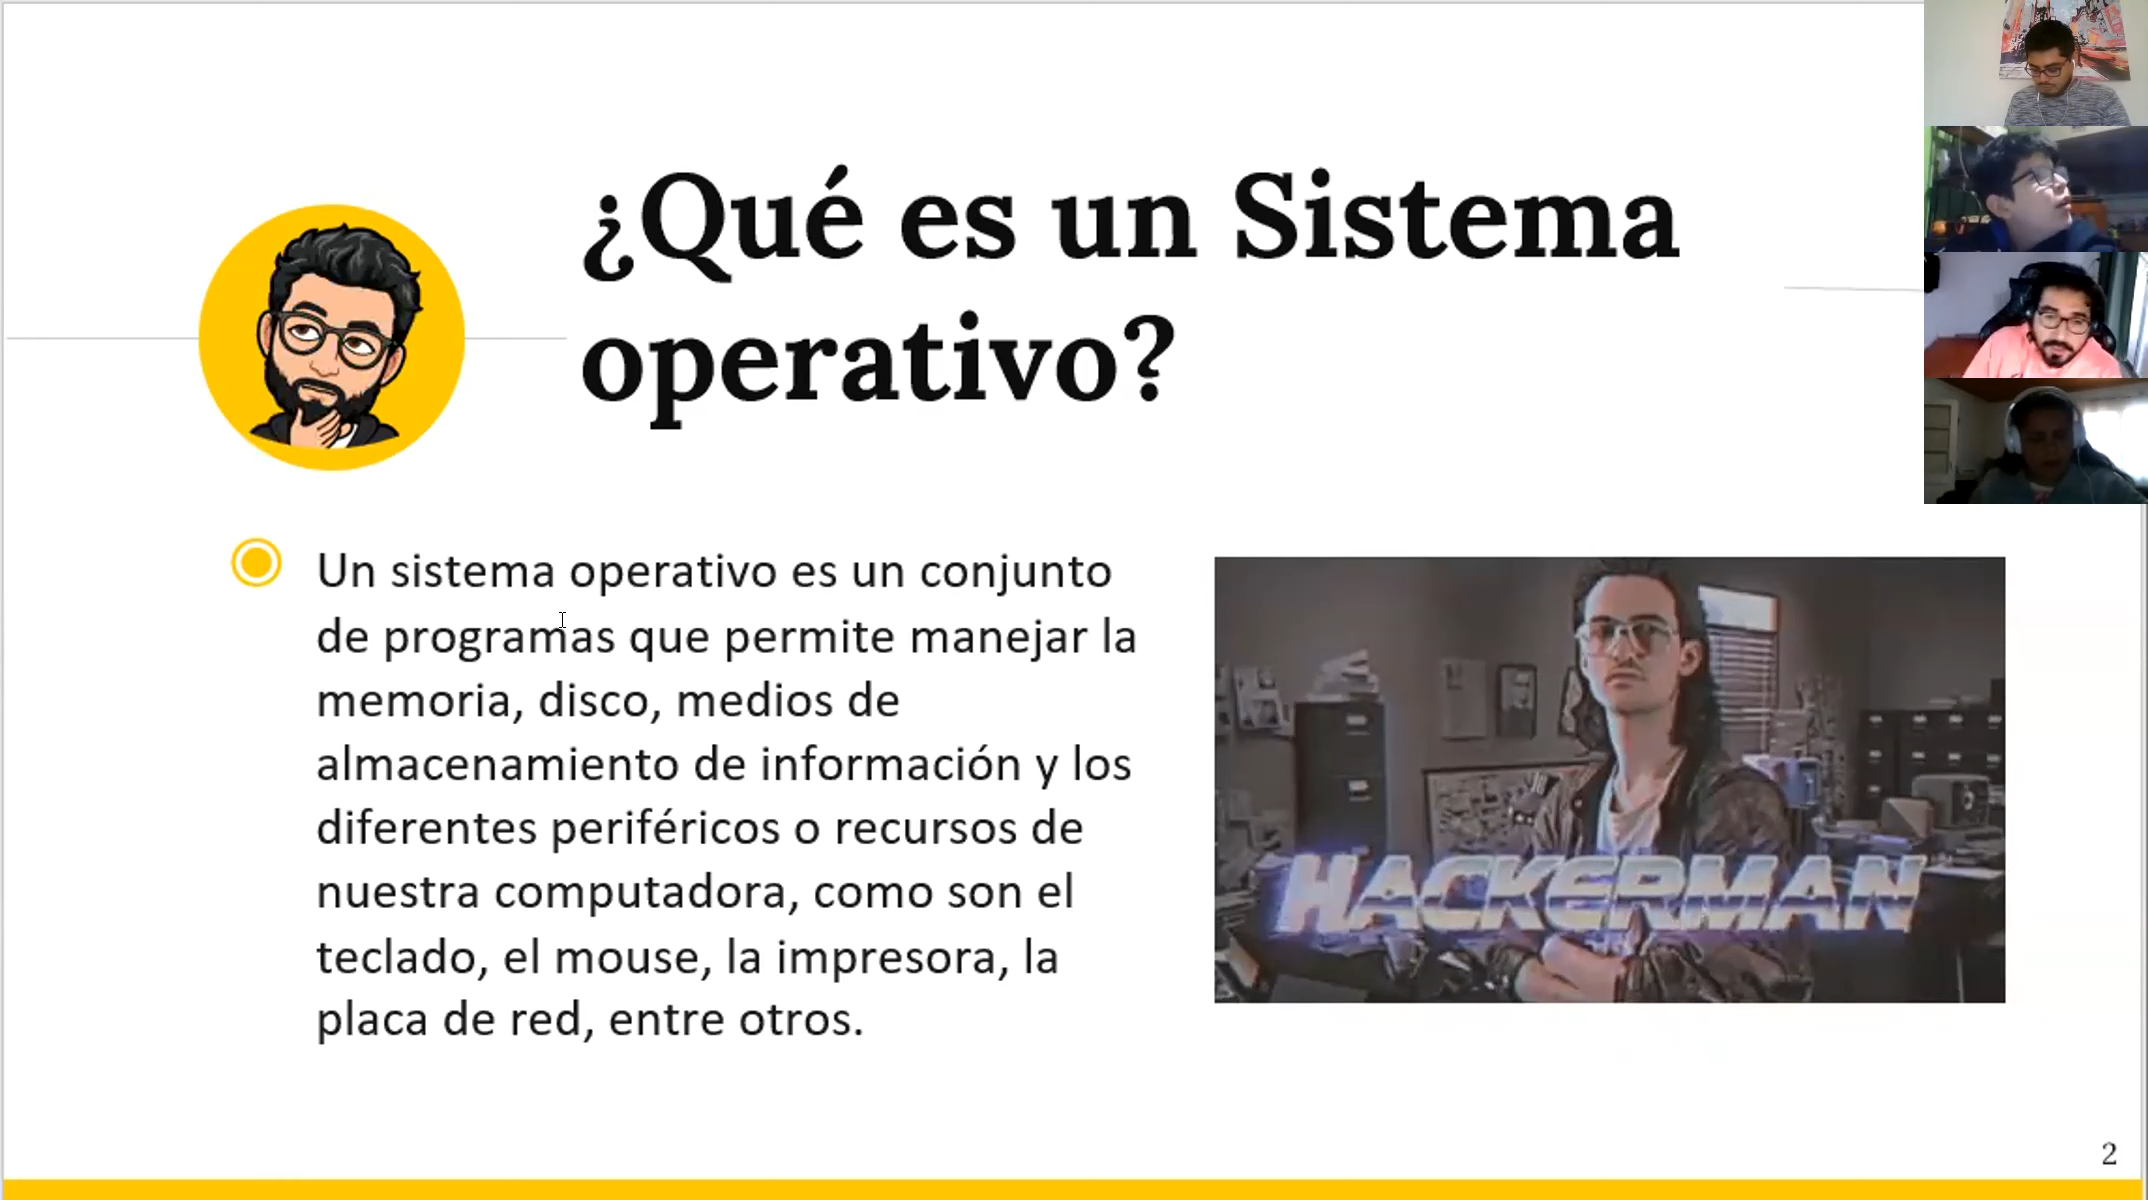 ¿Qué es un Sistema
operativo?
Un sistema operativo es un conjunto
de programas que permite manejar la
memoria, disco, medios de
almacenamiento de información y los
diferentes periféricos o recursos de
nuestra computadora, como son el
teclado, el mouse, la impresora, la
placa de red, entre otros.
HACKERMAN
2